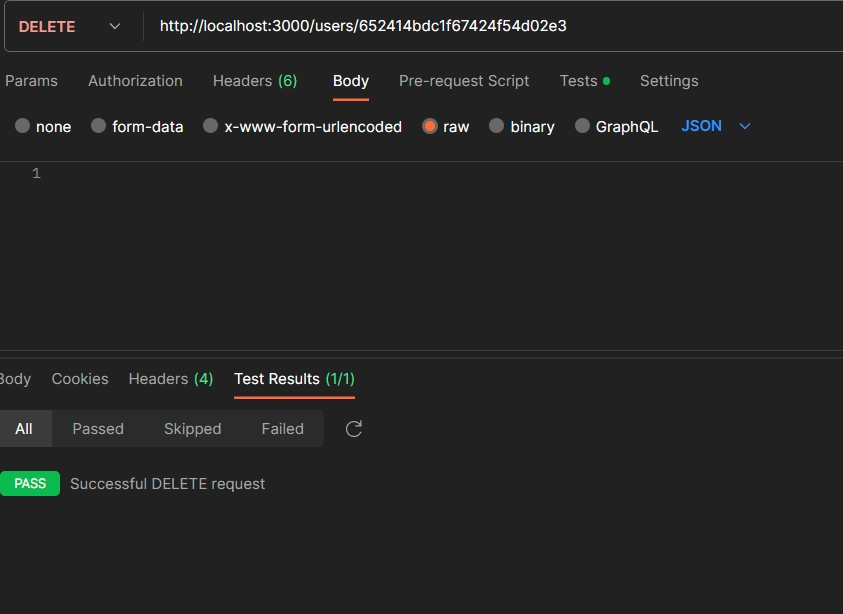 DELETE http://localhost:3000/users/652414bdc1f67424f54d02e3
Params Authorization Headers (6) Body Pre-request Script Tests Settings
none form-data x-www-form-urlencoded raw binary GraphQL JSON
1
Body Cookies Headers (4) Test Results (1/1)
All Passed Skipped Failed
PASS Successful DELETE request